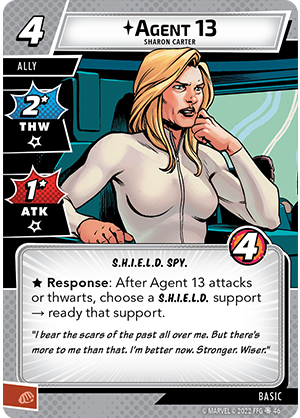 4
Agent 13
SHARON CARTER
ALLY
2*
THW
1*
ATK
4
S.H.I.E.L.D. SPY.
★ Response: After Agent 13 attacks
or thwarts, choose a S.H.I.E.L.D. support
→ ready that support.
"I bear the scars of the past all over me. But there's
more to me than that. I'm better now. Stronger. Wiser."
BASIC
© MARVEL © 2022 FFG 46